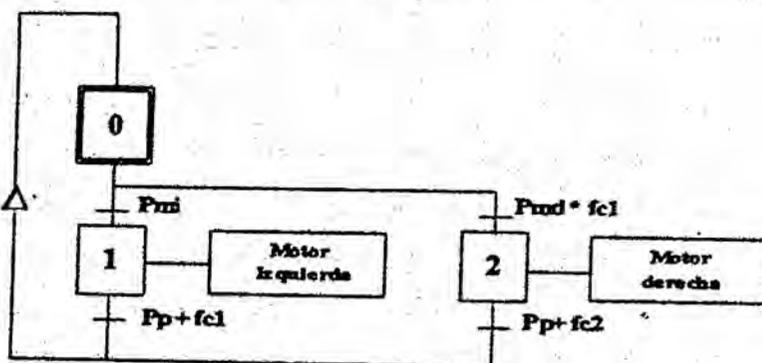 0
Pmi
Pmd * fc1
1
Motor
Izquierda
2
Motor
derecha
Pp + fc1
Pp+ fc2